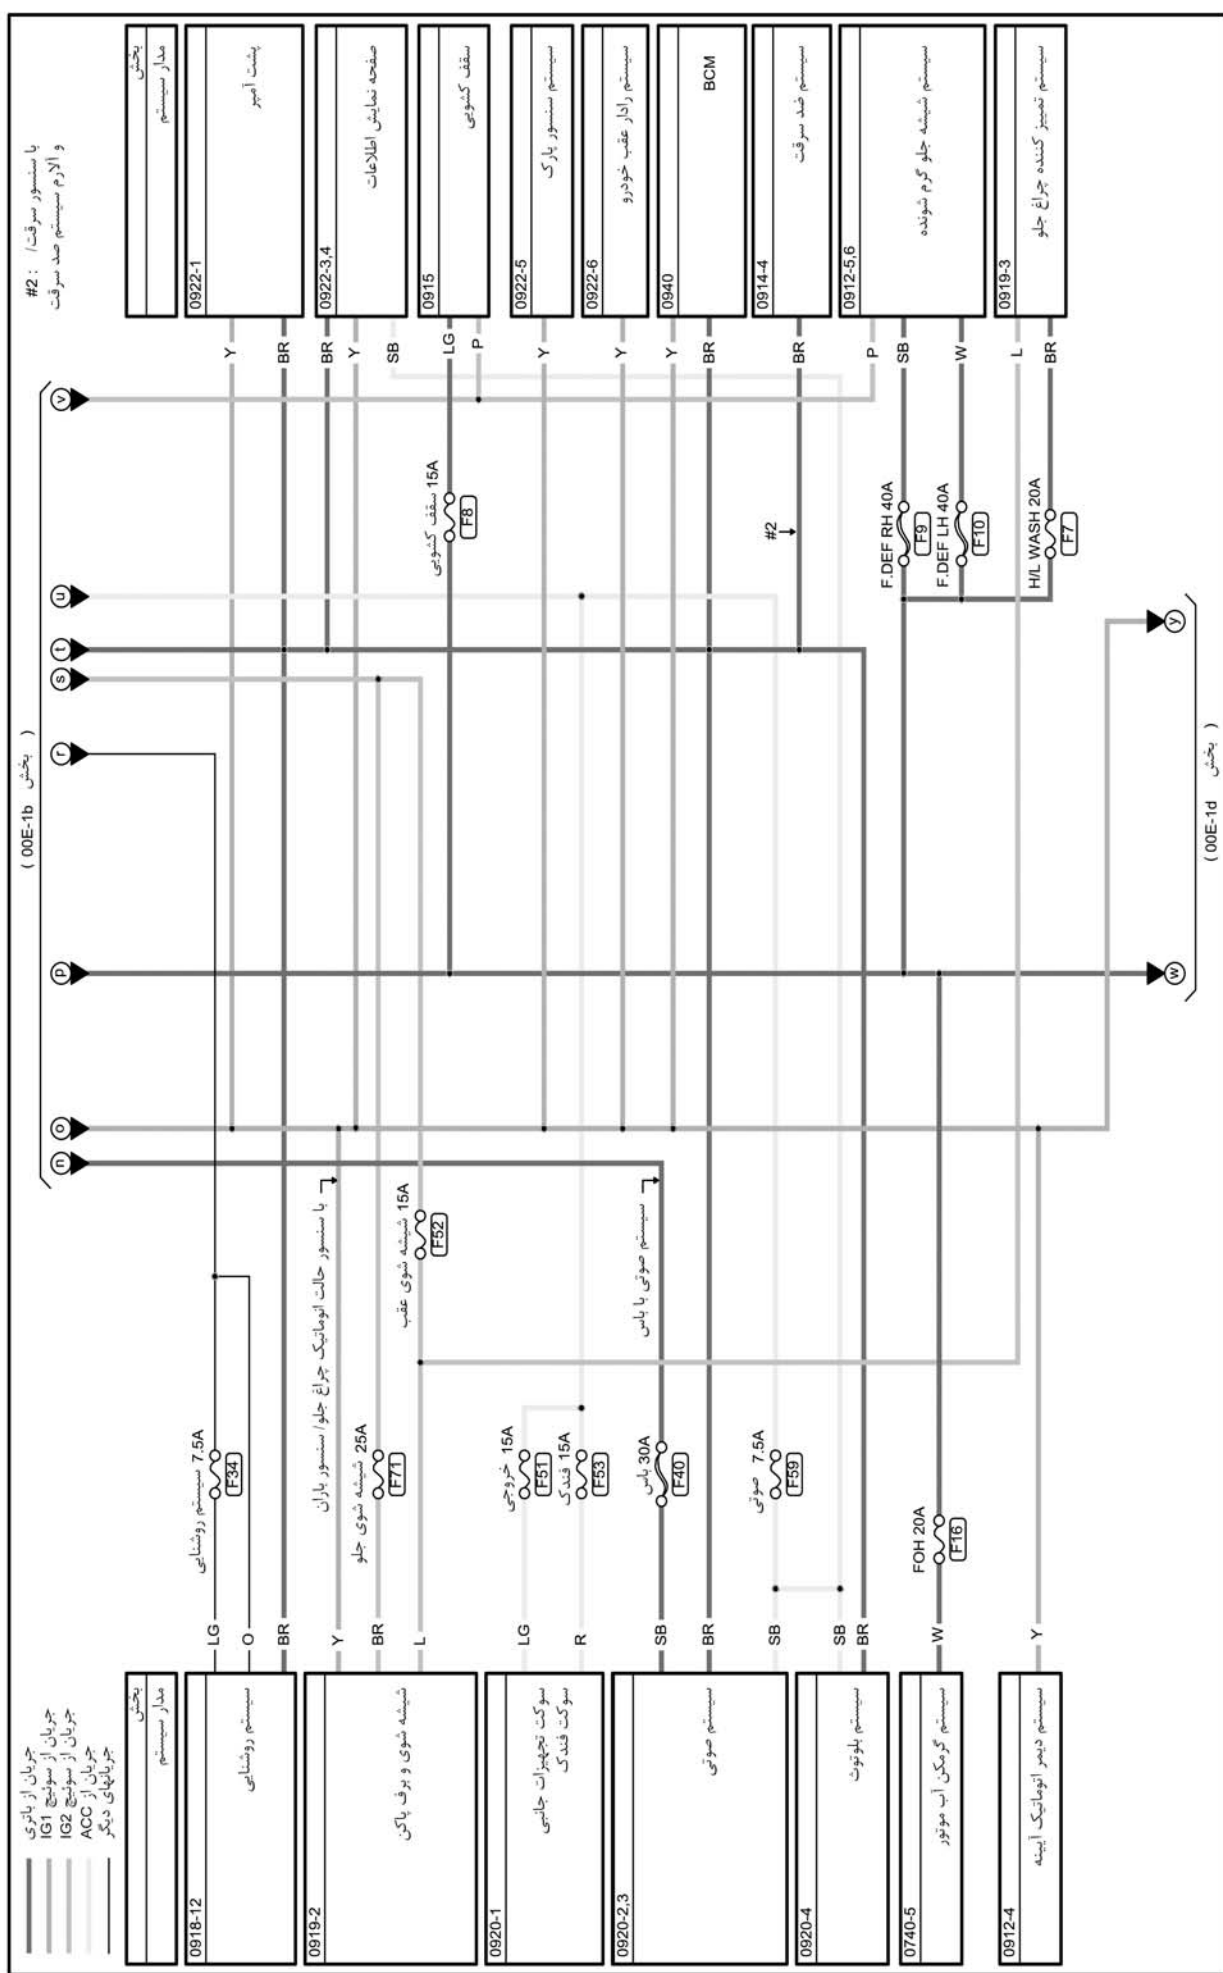 جریان از باتری
جریان از سوئیچ IG1
جریان از سوئیچ IG2
جریان از ACC
جریانهای دیگر
( بخش 00E-1b )
n
o
p
r
s
t
u
v
#2 : با سنسور سرقت/
و آلارم سیستم ضد سرقت
بخش
مدار سیستم
0918-12
سیستم روشنایی
LG
O
BR
سیستم روشنایی 7.5A
F34
0919-2
شیشه شوی و برف پاکن
Y
BR
L
با سنسور حالت اتوماتیک چراغ جلو/ سنسور باران
شیشه شوی جلو 25A
F71
شیشه شوی عقب 15A
F52
0920-1
سوکت تجهیزات جانبی
سوکت فندک
LG
R
خروجی 15A
F51
فندک 15A
F53
0920-2,3
سیستم صوتی
SB
BR
SB
سیستم صوتی با باس
باس 30A
F40
صوتی 7.5A
F59
0920-4
سیستم بلوتوث
SB
BR
0740-5
سیستم گرمکن آب موتور
W
FOH 20A
F16
0912-4
سیستم دیمر اتوماتیک آیینه
Y
بخش
مدار سیستم
0922-1
پشت آمپر
Y
BR
0922-3,4
صفحه نمایش اطلاعات
BR
Y
SB
0915
سقف کشویی
LG
P
سقف کشویی 15A
F8
0922-5
سیستم سنسور پارک
Y
0922-6
سیستم رادار عقب خودرو
Y
0940
BCM
Y
BR
0914-4
سیستم ضد سرقت
BR
#2
0912-5,6
سیستم شیشه جلو گرم شونده
P
SB
W
F.DEF RH 40A
F9
F.DEF LH 40A
F10
0919-3
سیستم تمییز کننده چراغ جلو
L
BR
H/L WASH 20A
F7
w
y
( بخش 00E-1d )